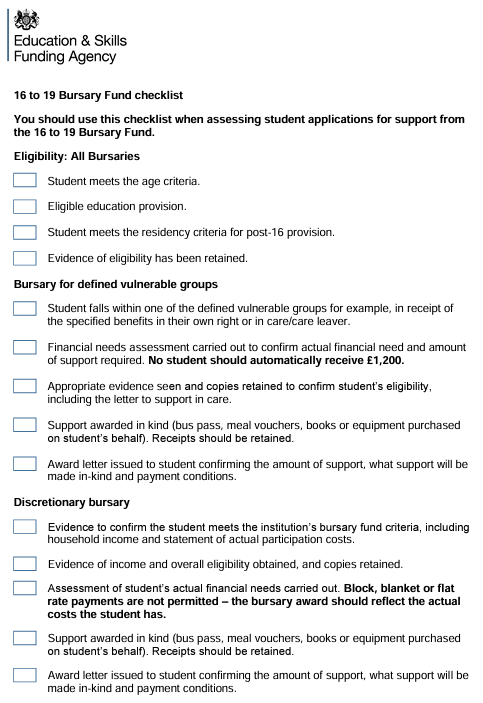 Education & Skills
Funding Agency
16 to 19 Bursary Fund checklist
You should use this checklist when assessing student applications for support from
the 16 to 19 Bursary Fund.
Eligibility: All Bursaries
Student meets the age criteria.
Eligible education provision.
Student meets the residency criteria for post-16 provision.
Evidence of eligibility has been retained.
Bursary for defined vulnerable groups
Student falls within one of the defined vulnerable groups for example, in receipt of
the specified benefits in their own right or in care/care leaver.
Financial needs assessment carried out to confirm actual financial need and amount
of support required. No student should automatically receive £1,200.
Appropriate evidence seen and copies retained to confirm student's eligibility,
including the letter to support in care.
Support awarded in kind (bus pass, meal vouchers, books or equipment purchased
on student's behalf). Receipts should be retained.
Award letter issued to student confirming the amount of support, what support will be
made in-kind and payment conditions.
Discretionary bursary
Evidence to confirm the student meets the institution's bursary fund criteria, including
household income and statement of actual participation costs.
Evidence of income and overall eligibility obtained, and copies retained.
Assessment of student's actual financial needs carried out. Block, blanket or flat
rate payments are not permitted – the bursary award should reflect the actual
costs the student has.
Support awarded in kind (bus pass, meal vouchers, books or equipment purchased
on student's behalf). Receipts should be retained.
Award letter issued to student confirming the amount of support, what support will be
made in-kind and payment conditions.